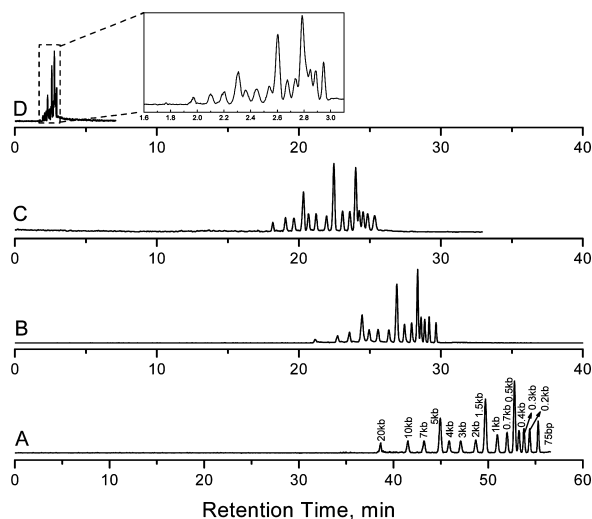 1.6 1.8 2.0 2.2 2.4 2.6 2.8 3.0
D
0 10 20 30 40
C
0 10 20 30 40
B
0 10 20 30 40
20kb 10kb 7kb 5kb 4kb 3kb 2kb 1.5kb 1kb 0.7kb 0.5kb 0.4kb 0.3kb 0.2kb 75bp
A
0 10 20 30 40 50 60
Retention Time, min